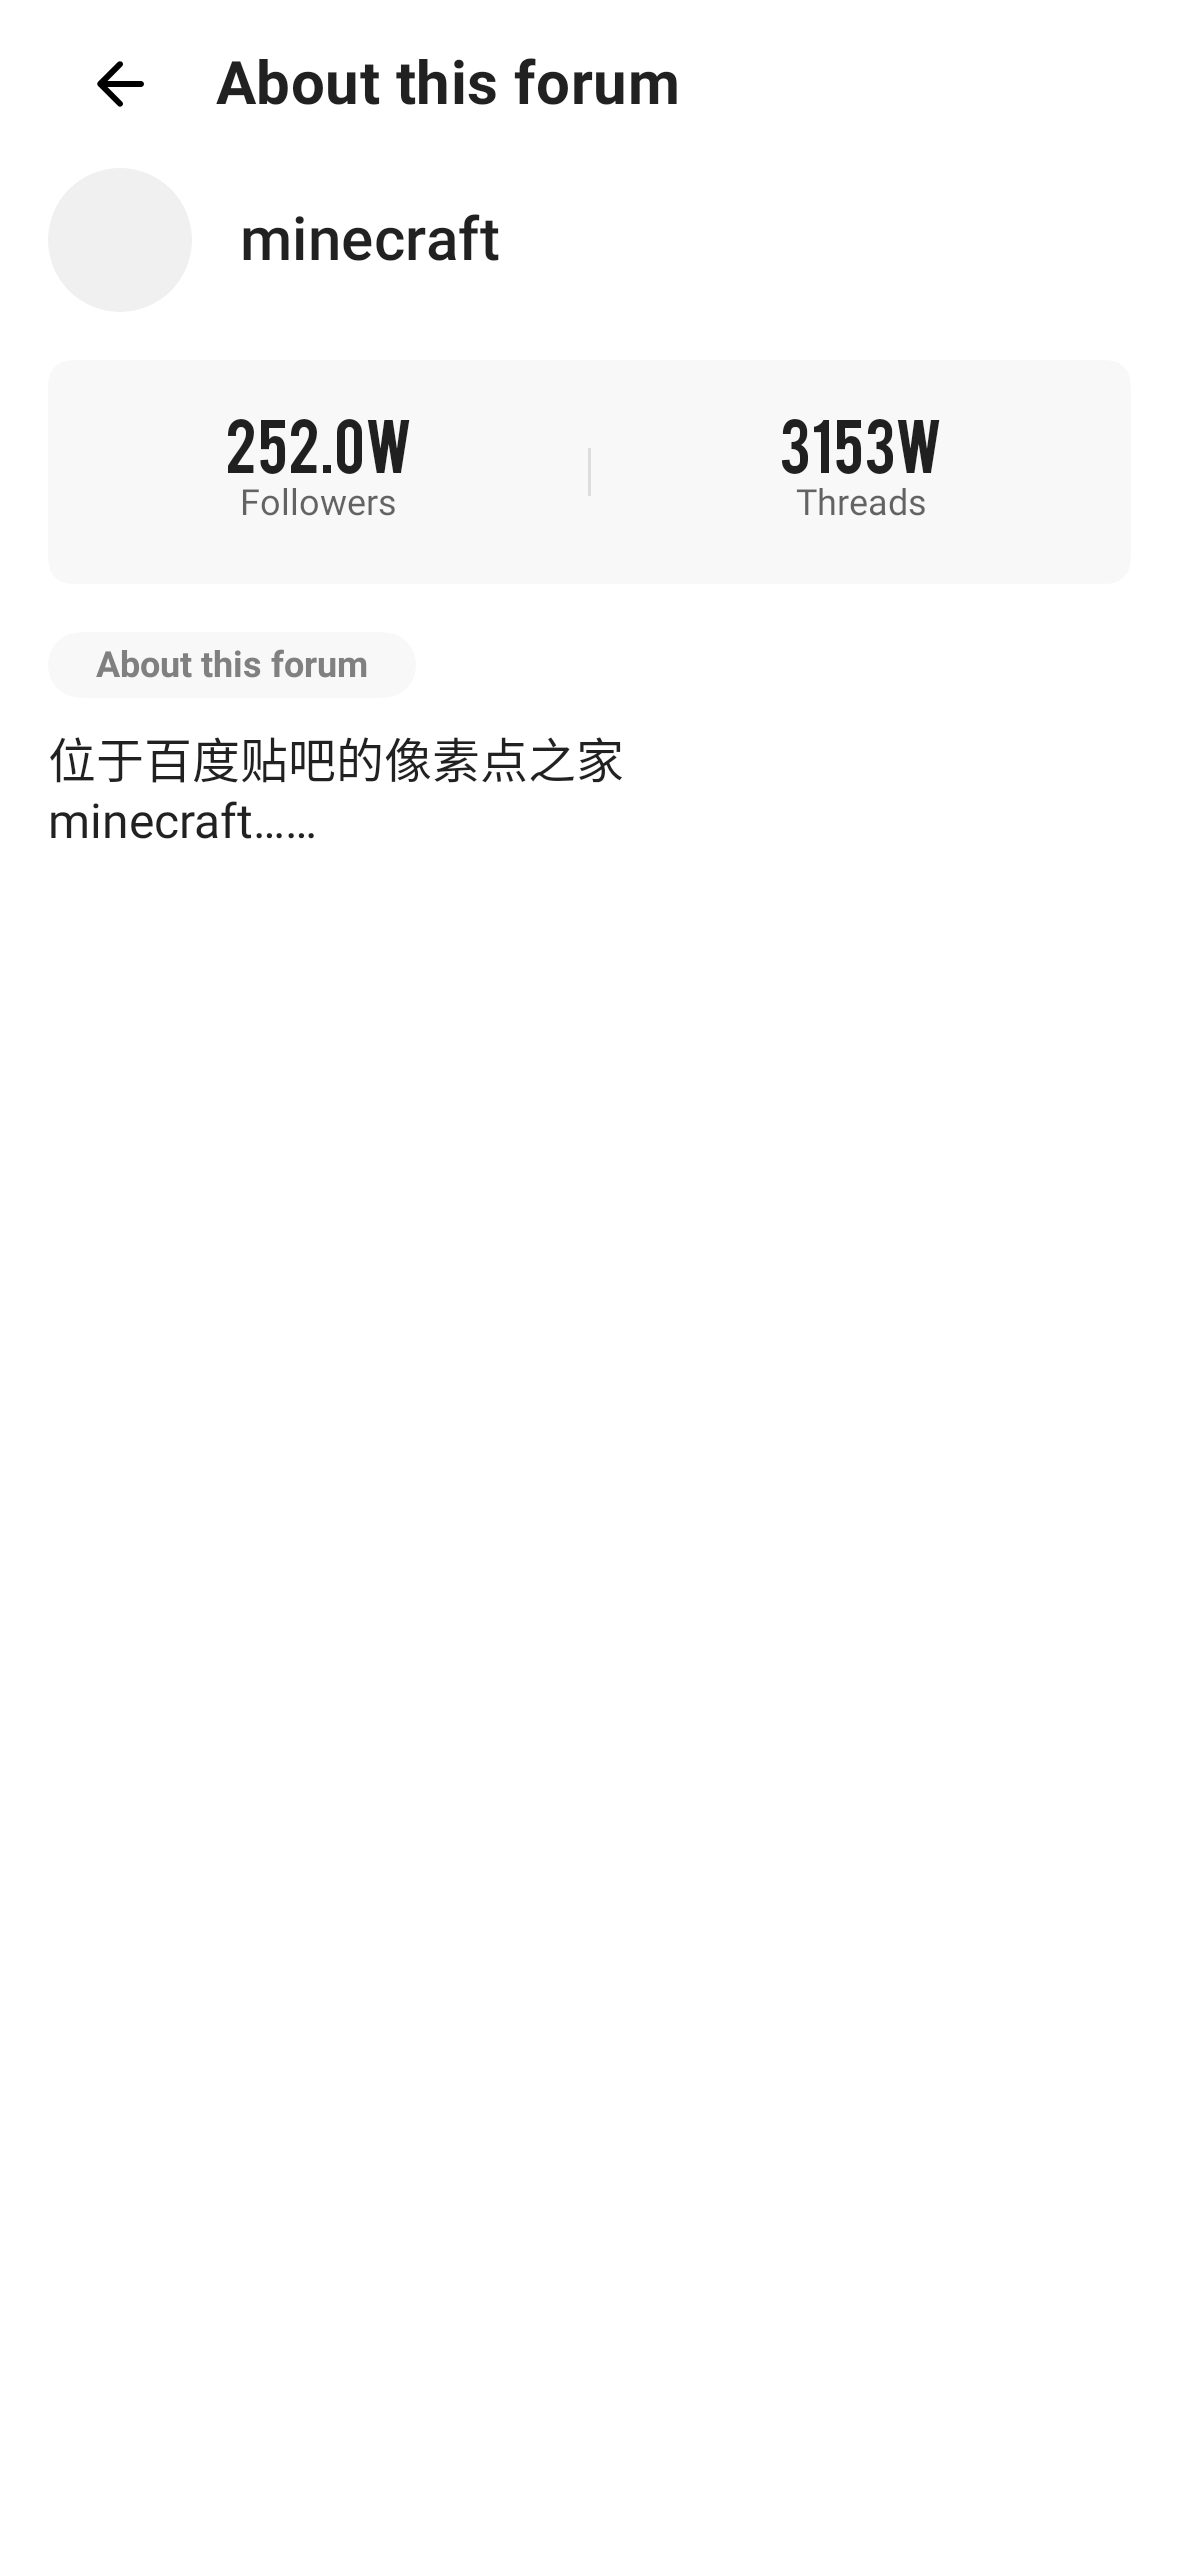 About this forum
minecraft
252.0W
Followers
3153W
Threads
About this forum
位于百度贴吧的像素点之家
minecraft……